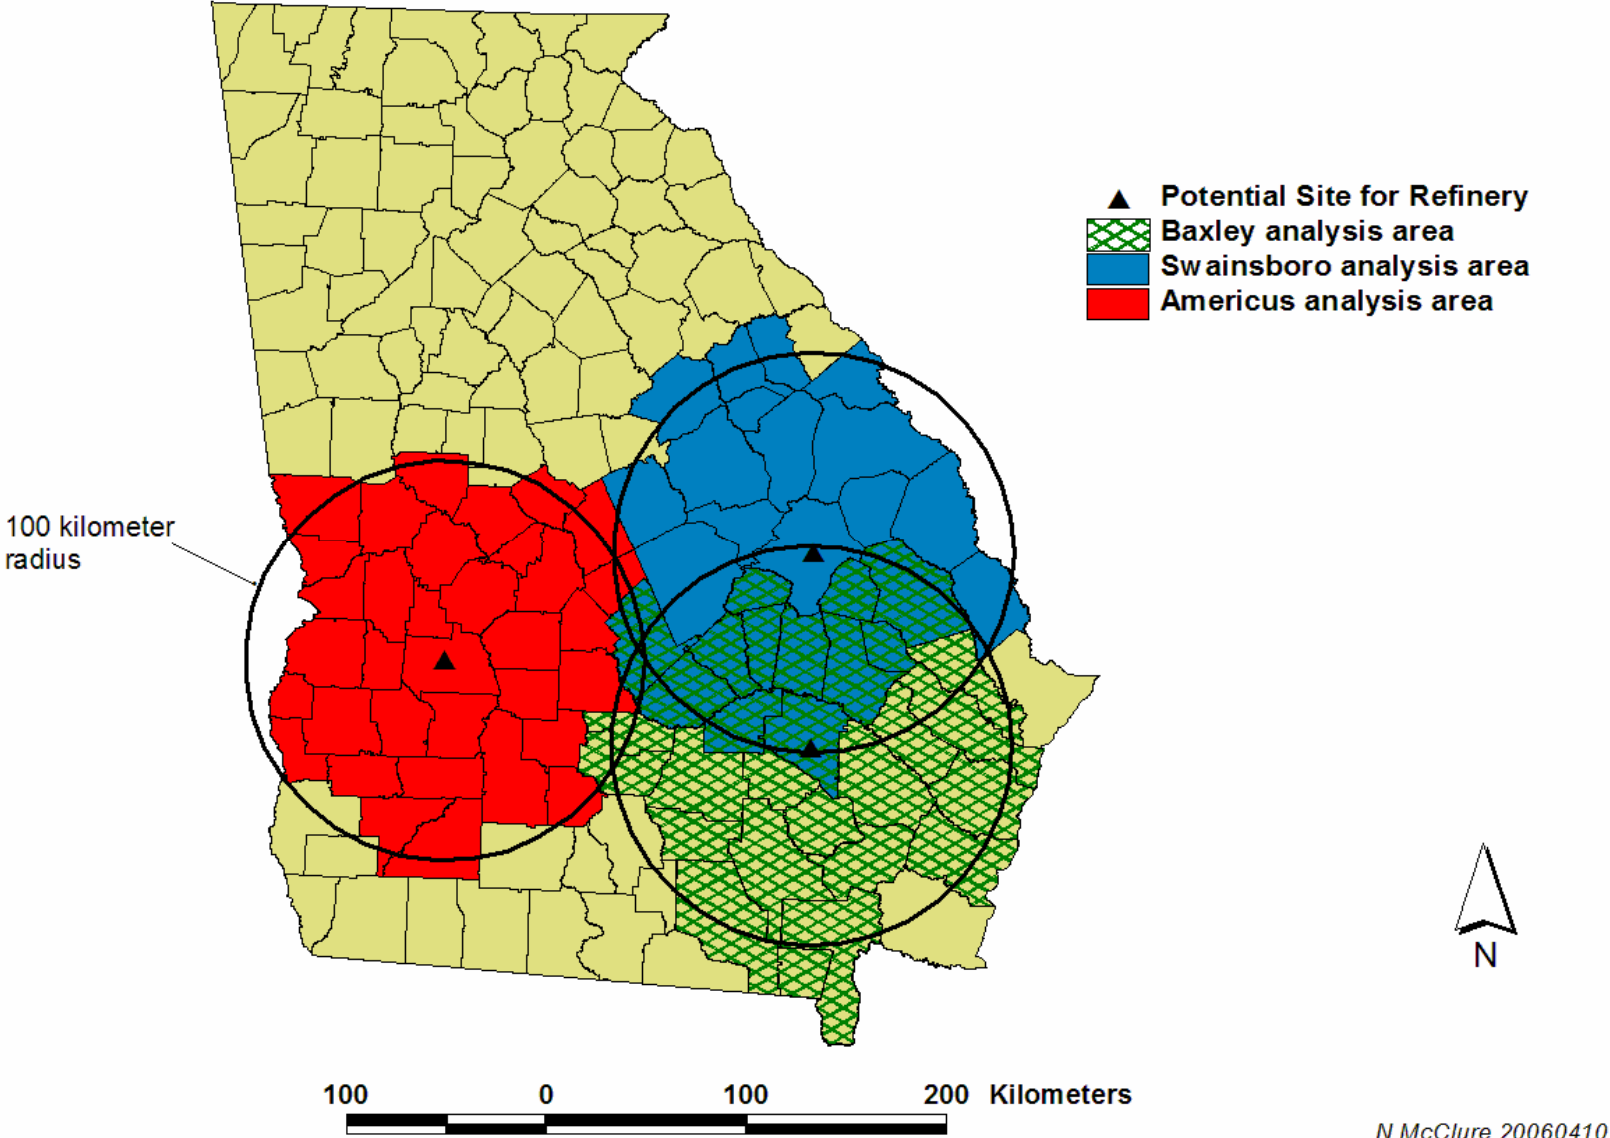 Potential Site for Refinery
Baxley analysis area
Swainsboro analysis area
Americus analysis area
100 kilometer
radius
N
100 0 100 200 Kilometers
N McClure 20060410